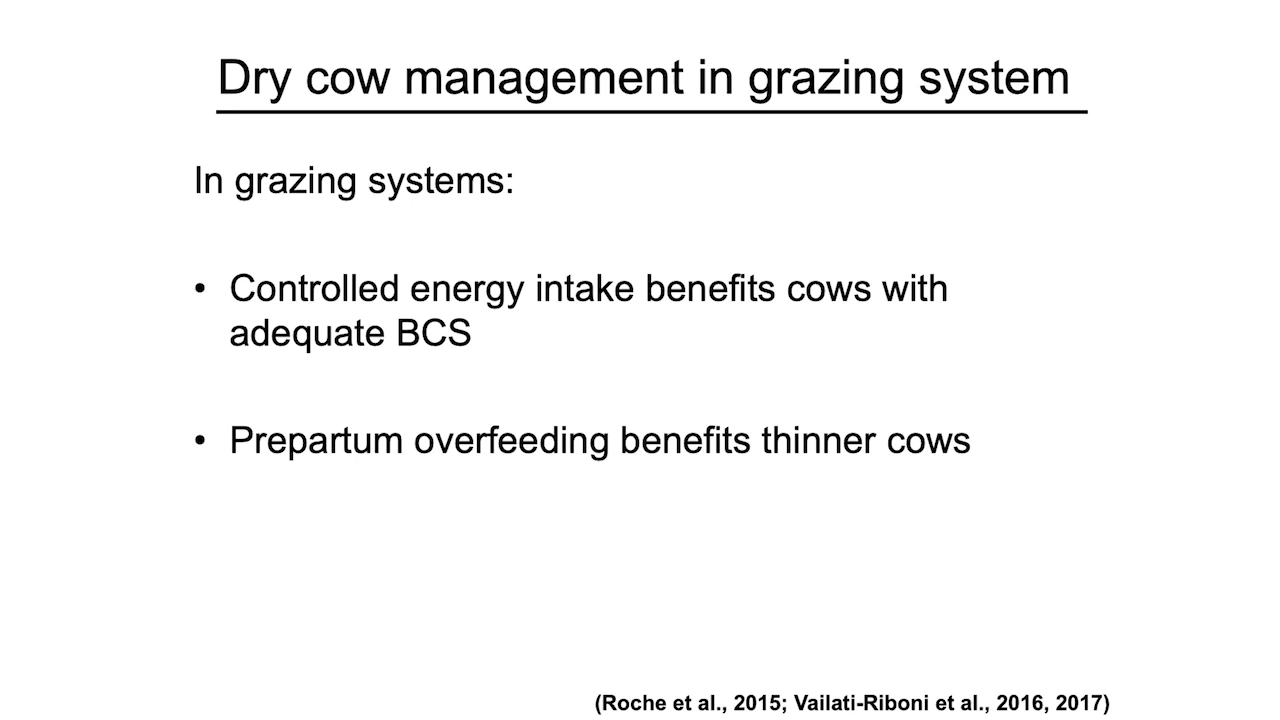 Dry cow management in grazing system
In grazing systems:
• Controlled energy intake benefits cows with
adequate BCS
• Prepartum overfeeding benefits thinner cows
(Roche et al., 2015; Vailati-Riboni et al., 2016, 2017)